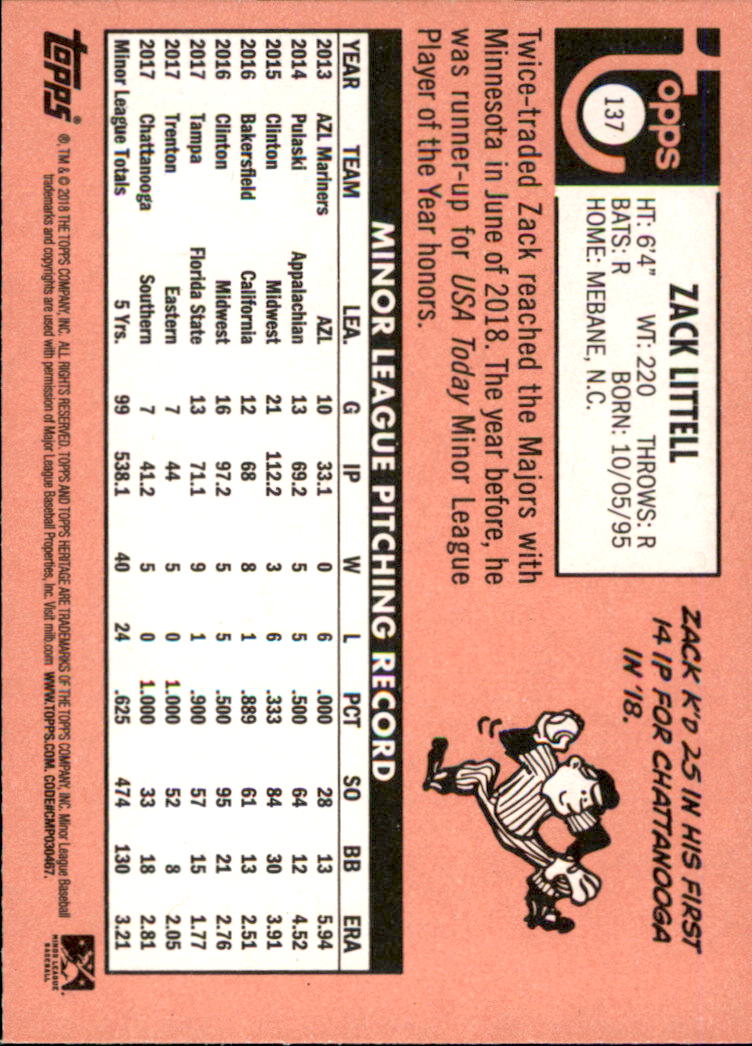 Topps
137
ZACK LITTELL
HT: 6'4" WT: 220 THROWS: R
BATS: R BORN: 10/05/95
HOME: MEBANE, N.C.
ZACK K'D 25 IN HIS FIRST
14 IP FOR CHATTANOOGA
IN '18.
Twice-traded Zack reached the Majors with
Minnesota in June of 2018. The year before, he
was runner-up for USA Today Minor League
Player of the Year honors.
MINOR LEAGUE PITCHING RECORD
YEAR TEAM LEA. G IP W L PCT SO BB ERA
2013 AZL Mariners AZL 10 33.1 0 6 .000 28 13 5.94
2014 Pulaski Appalachian 13 69.2 5 5 .500 64 12 4.52
2015 Clinton Midwest 21 112.2 3 6 .333 84 30 3.91
2016 Bakersfield California 12 68 8 1 .889 61 13 2.51
2016 Clinton Midwest 16 97.2 5 5 .500 95 21 2.76
2017 Tampa Florida State 13 71.1 9 1 .900 57 15 1.77
2017 Trenton Eastern 7 44 5 0 1.000 52 8 2.05
2017 Chattanooga Southern 7 41.2 5 0 1.000 33 18 2.81
Minor League Totals 5 Yrs. 99 538.1 40 24 .625 474 130 3.21
topps ®, TM & © 2018 THE TOPPS COMPANY, INC. ALL RIGHTS RESERVED. TOPPS AND TOPPS HERITAGE ARE TRADEMARKS OF THE TOPPS COMPANY, INC. Minor League Baseball
trademarks and copyrights are used with permission of Major League Baseball Properties, Inc. Visit milb.com WWW.TOPPS.COM. CODE#CMP030467.
MINOR LEAGUE
BASEBALL